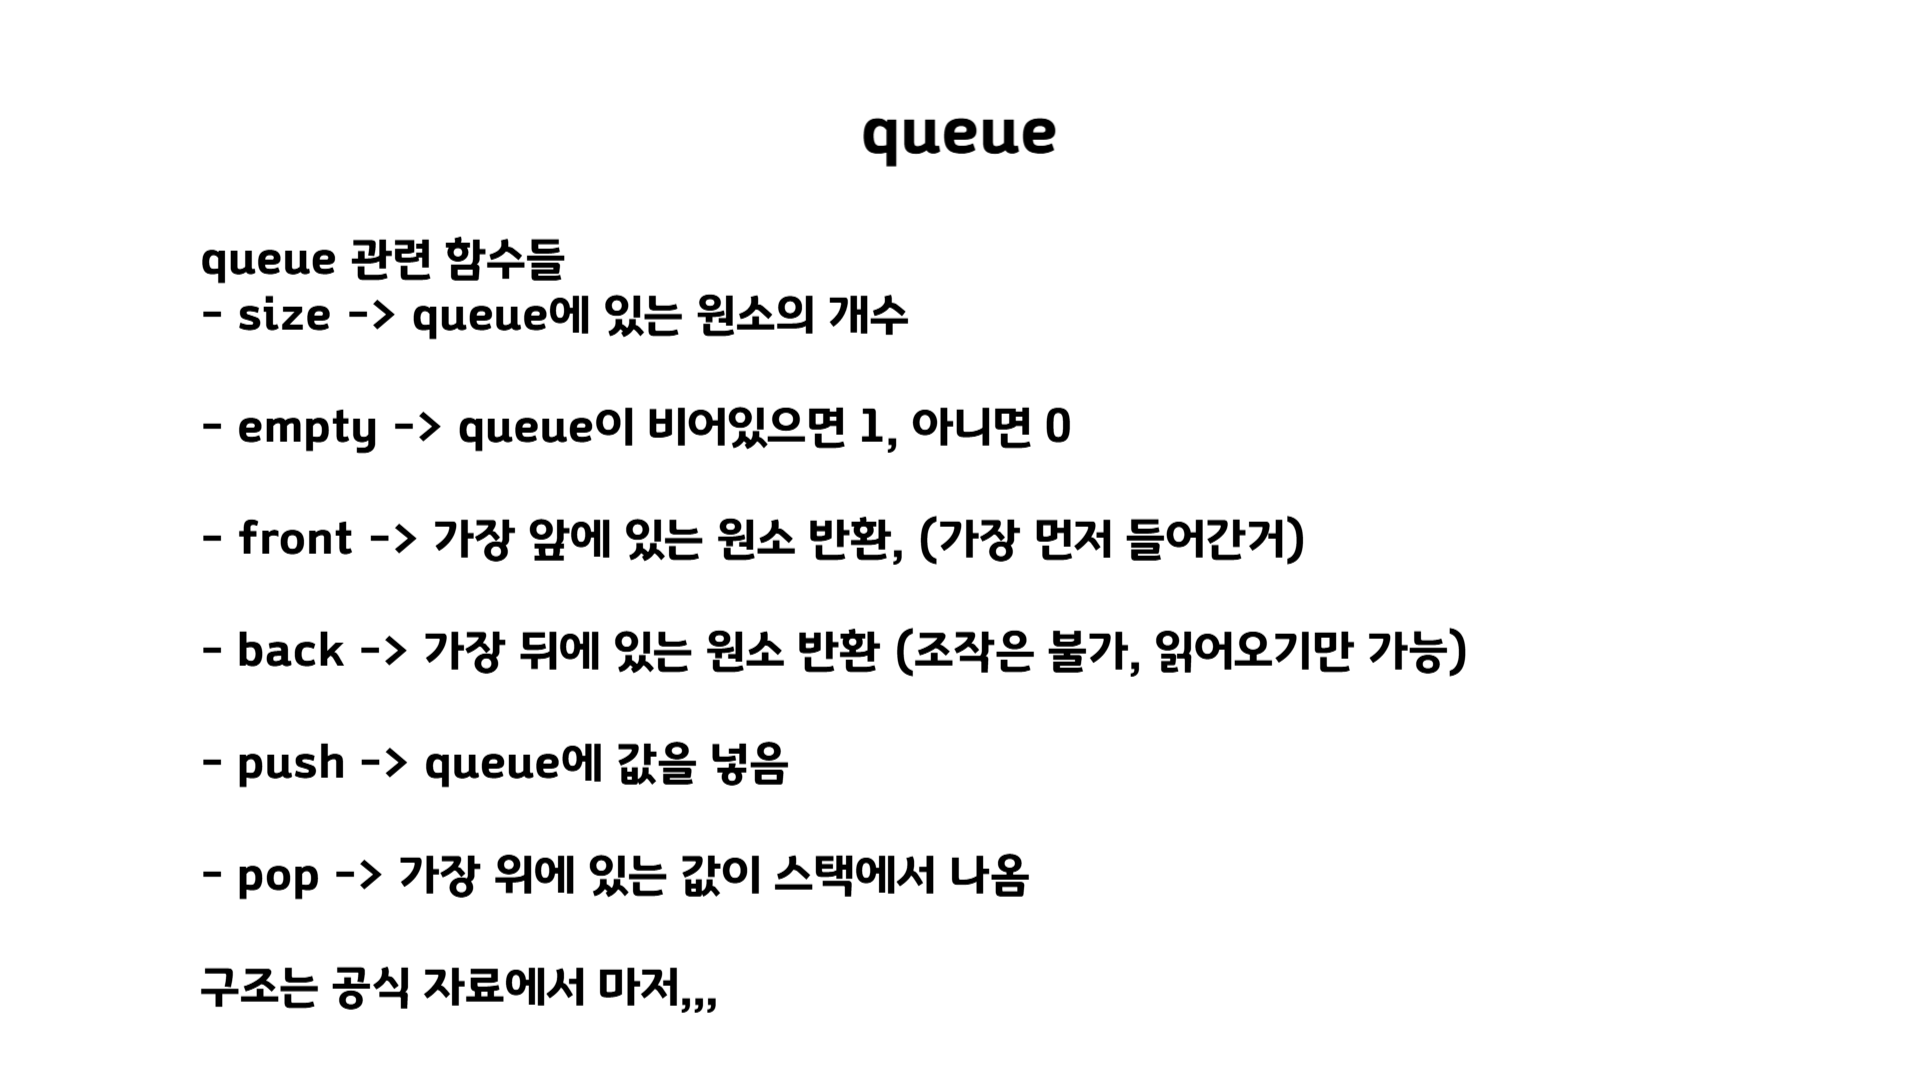 queue
queue 관련 함수들
- size -> queue에 있는 원소의 개수
- empty -> queue이 비어있으면 1, 아니면 0
- front -> 가장 앞에 있는 원소 반환, (가장 먼저 들어간거)
- back -> 가장 뒤에 있는 원소 반환 (조작은 불가, 읽어오기만 가능)
- push -> queue에 값을 넣음
- pop -> 가장 위에 있는 값이 스택에서 나옴
구조는 공식 자료에서 마저,,,